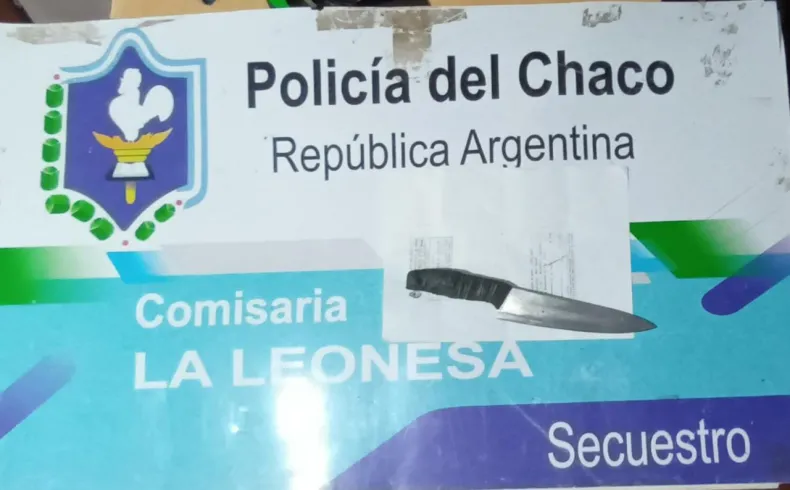 Policía del Chaco
República Argentina
Comisaria
LA LEONESA
Secuestro